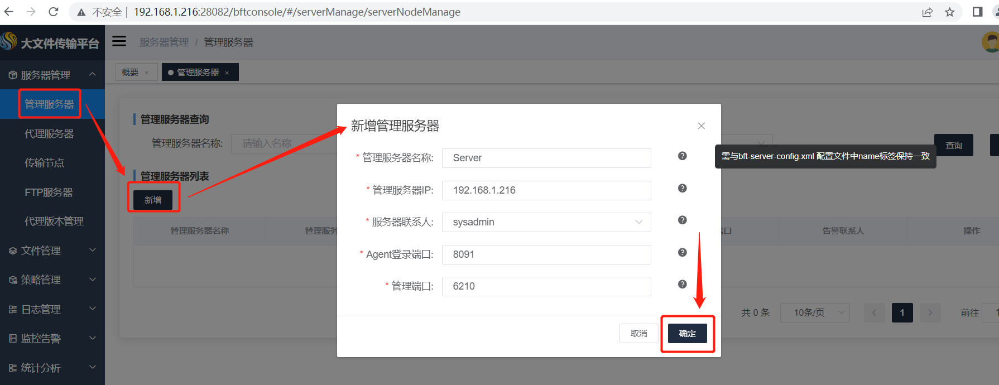 不安全 | 192.168.1.216:28082/bftconsole/#/serverManage/serverNodeManage
大文件传输平台
服务器管理 / 管理服务器
服务器管理
概要 ×
管理服务器 ×
管理服务器
代理服务器
传输节点
FTP服务器
代理版本管理
文件管理
策略管理
日志管理
监控告警
统计分析
管理服务器查询
管理服务器名称: 请输入名称
查询
管理服务器列表
新增
管理服务器名称
管理服务
口
告警联系人
操作
共 0 条
10条/页
1
前往
新增管理服务器
* 管理服务器名称: Server
需与bft-server-config.xml 配置文件中name标签保持一致
* 管理服务器IP: 192.168.1.216
* 服务器联系人: sysadmin
* Agent登录端口: 8091
* 管理端口: 6210
取消
确定